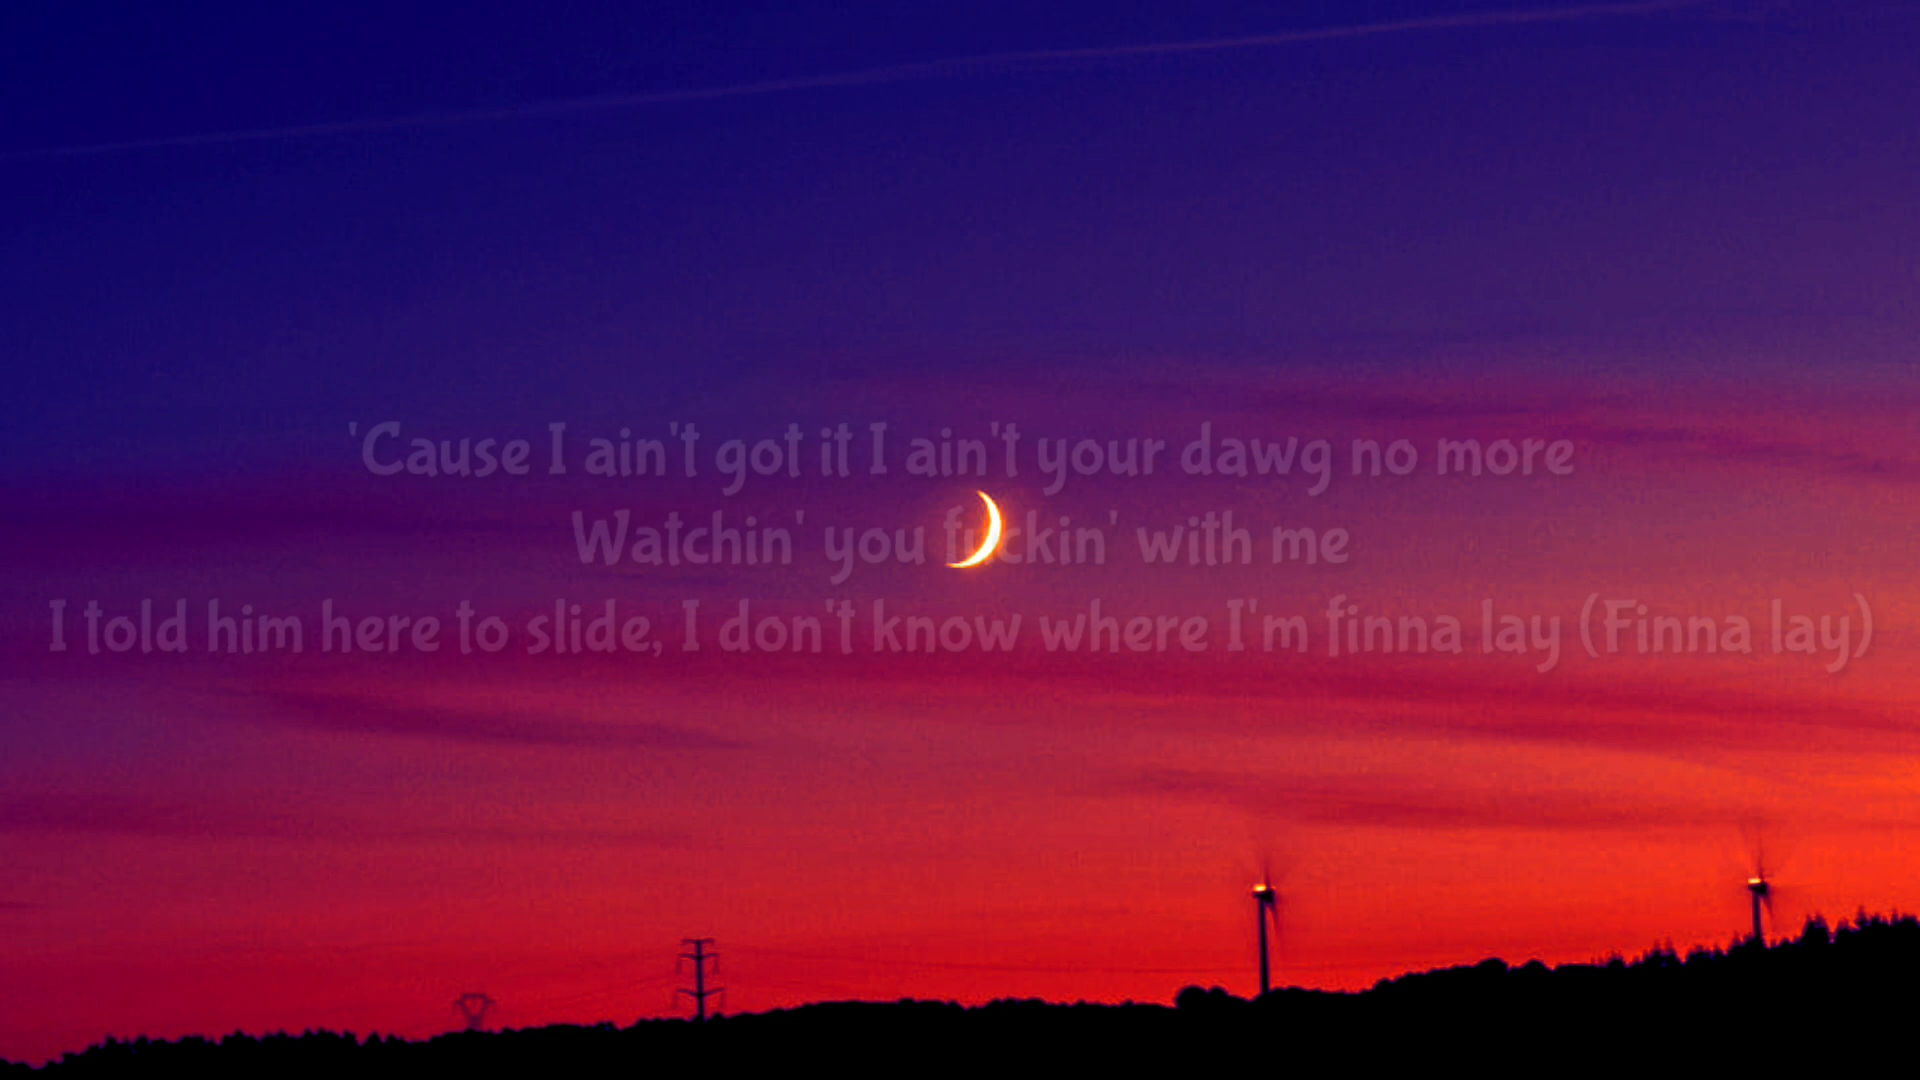 'Cause I ain't got it I ain't your dawg no more
Watchin' you fuckin' with me
I told him here to slide, I don't know where I'm finna lay (Finna lay)